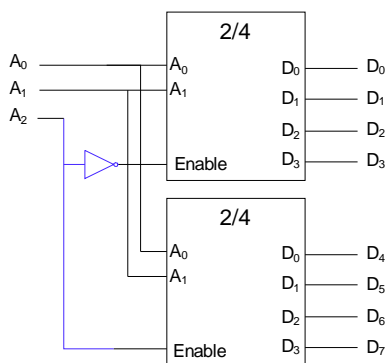 2/4
A₀ A₀ D₀ D₀
A₁ A₁ D₁ D₁
A₂ D₂ D₂
Enable D₃ D₃
2/4
A₀ D₀ D₄
A₁ D₁ D₅
D₂ D₆
Enable D₃ D₇